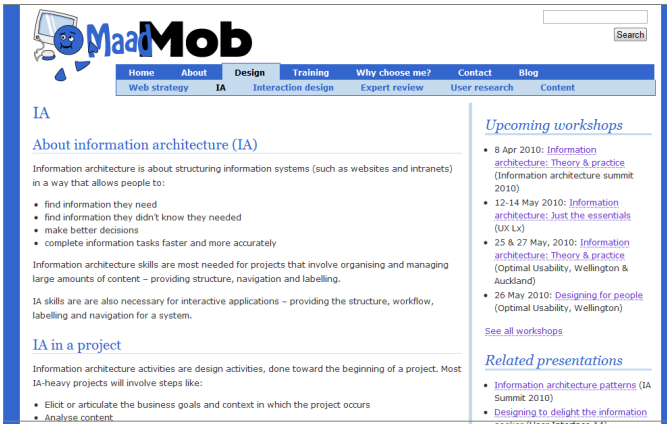 MaadMob
Search
Home About Design Training Why choose me? Contact Blog
Web strategy IA Interaction design Expert review User research Content
IA
About information architecture (IA)
Information architecture is about structuring information systems (such as websites and intranets)
in a way that allows people to:
• find information they need
• find information they didn't know they needed
• make better decisions
• complete information tasks faster and more accurately
Information architecture skills are most needed for projects that involve organising and managing
large amounts of content – providing structure, navigation and labelling.
IA skills are are also necessary for interactive applications – providing the structure, workflow,
labelling and navigation for a system.
IA in a project
Information architecture activities are design activities, done toward the beginning of a project. Most
IA-heavy projects will involve steps like:
• Elicit or articulate the business goals and context in which the project occurs
• Analyse content
Upcoming workshops
• 8 Apr 2010: Information
architecture: Theory & practice
(Information architecture summit
2010)
• 12-14 May 2010: Information
architecture: Just the essentials
(UX Lx)
• 25 & 27 May, 2010: Information
architecture: Theory & practice
(Optimal Usability, Wellington &
Auckland)
• 26 May 2010: Designing for people
(Optimal Usability, Wellington)
See all workshops
Related presentations
• Information architecture patterns (IA
Summit 2010)
• Designing to delight the information